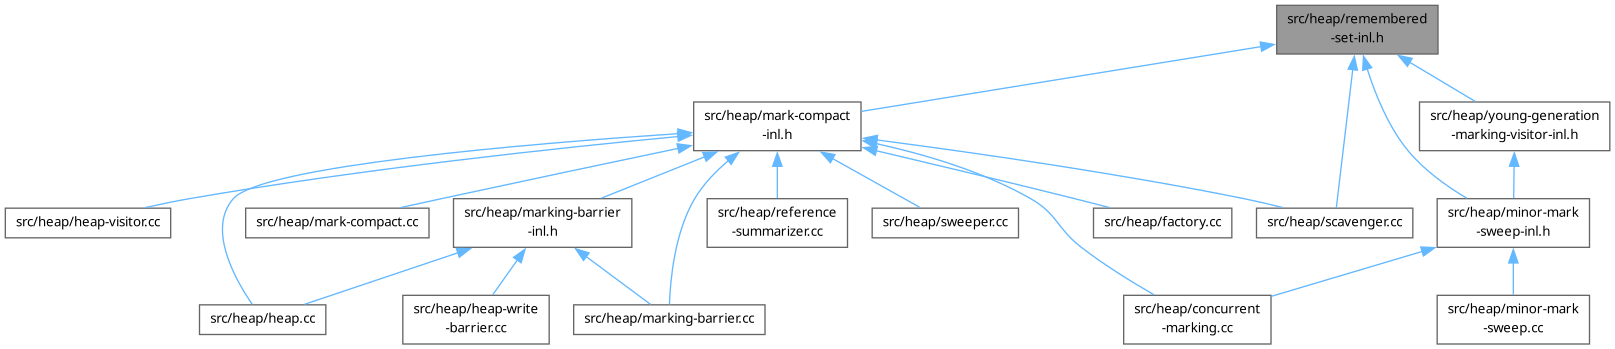 src/heap/remembered
-set-inl.h
src/heap/mark-compact
-inl.h
src/heap/young-generation
-marking-visitor-inl.h
src/heap/heap-visitor.cc
src/heap/mark-compact.cc
src/heap/marking-barrier
-inl.h
src/heap/reference
-summarizer.cc
src/heap/sweeper.cc
src/heap/factory.cc
src/heap/scavenger.cc
src/heap/minor-mark
-sweep-inl.h
src/heap/heap.cc
src/heap/heap-write
-barrier.cc
src/heap/marking-barrier.cc
src/heap/concurrent
-marking.cc
src/heap/minor-mark
-sweep.cc